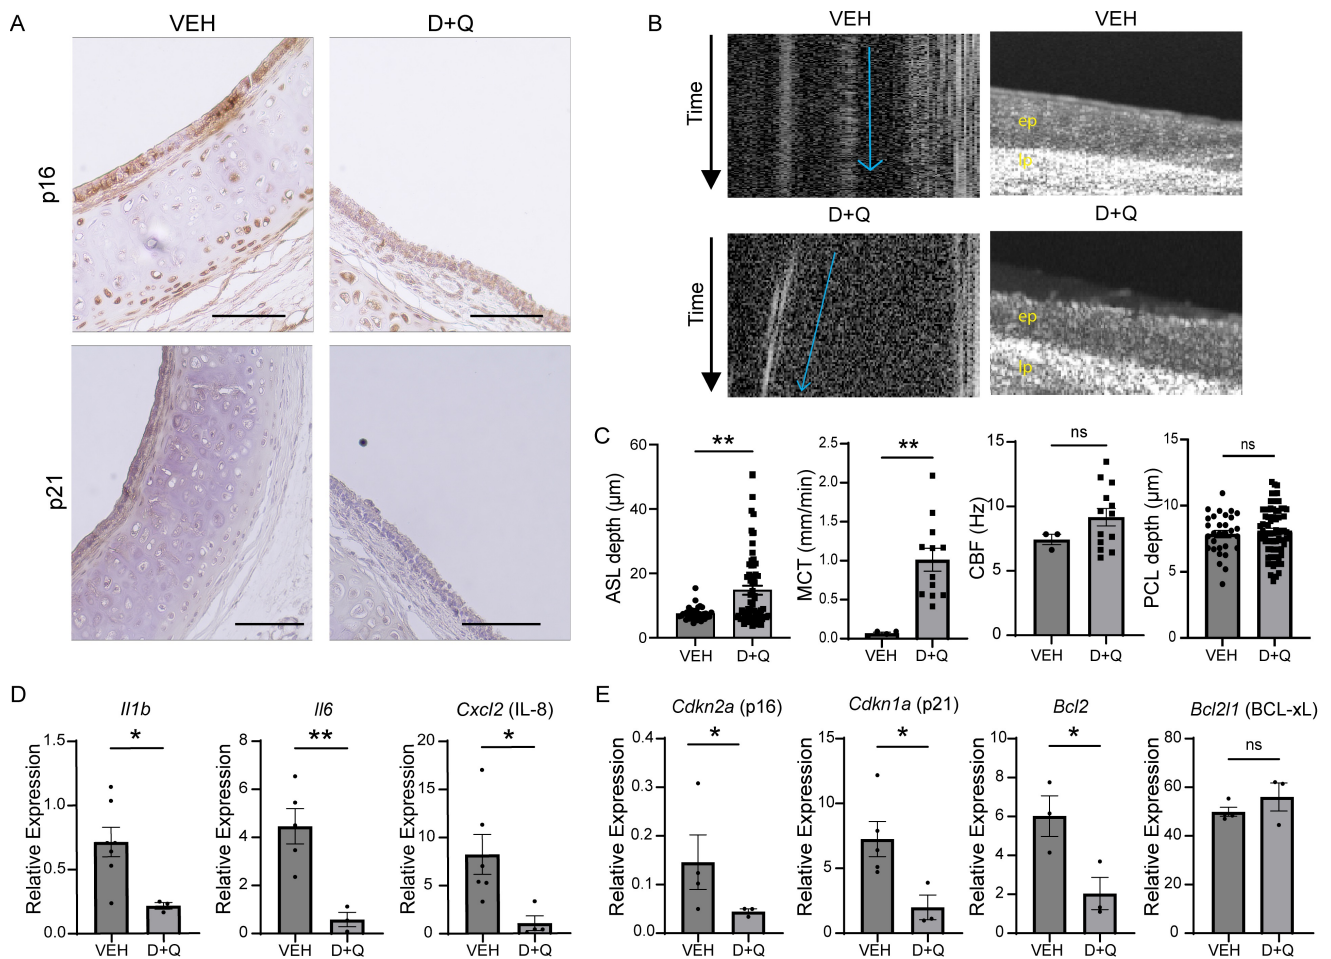 A
VEH
D+Q
p16
p21
B
VEH
VEH
Time
ep
lp
D+Q
D+Q
Time
ep
lp
C
ASL depth (µm)
60
40
20
0
**
VEH
D+Q
MCT (mm/min)
2.5
2.0
1.5
1.0
0.5
0.0
**
VEH
D+Q
CBF (Hz)
15
10
5
0
ns
VEH
D+Q
PCL depth (µm)
15
10
5
0
ns
VEH
D+Q
D
Il1b
Relative Expression
1.5
1.0
0.5
0.0
*
VEH
D+Q
Il6
Relative Expression
8
6
4
2
0
**
VEH
D+Q
Cxcl2 (IL-8)
Relative Expression
20
15
10
5
0
*
VEH
D+Q
E
Cdkn2a (p16)
Relative Expression
0.4
0.3
0.2
0.1
0.0
*
VEH
D+Q
Cdkn1a (p21)
Relative Expression
15
10
5
0
*
VEH
D+Q
Bcl2
Relative Expression
10
8
6
4
2
0
*
VEH
D+Q
Bcl2l1 (BCL-xL)
Relative Expression
80
60
40
20
0
ns
VEH
D+Q